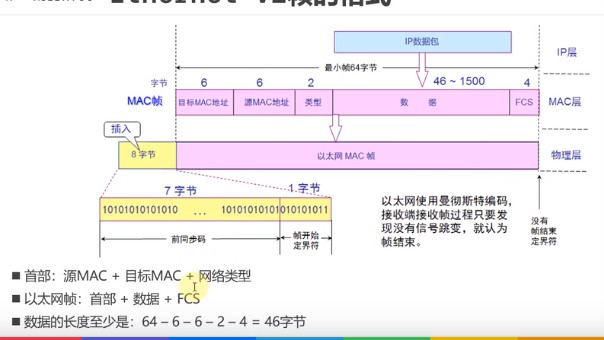 Ethernet V2帧的格式
IP数据包
IP层
最小帧64字节
字节 6 6 2 46 ~ 1500 4
MAC帧 目标MAC地址 源MAC地址 类型 数 据 FCS MAC层
插入
8 字节 以太网 MAC 帧 物理层
7 字节 1 字节
10101010101010 ... 10101010101010101011
前同步码 帧开始
定界符
以太网使用曼彻斯特编码，
接收端接收帧过程只要发
现没有信号跳变，就认为
帧结束。
没有
帧结束
定界符
■ 首部：源MAC + 目标MAC + 网络类型
■ 以太网帧：首部 + 数据 + FCS
■ 数据的长度至少是：64 – 6 – 6 – 2 – 4 = 46字节